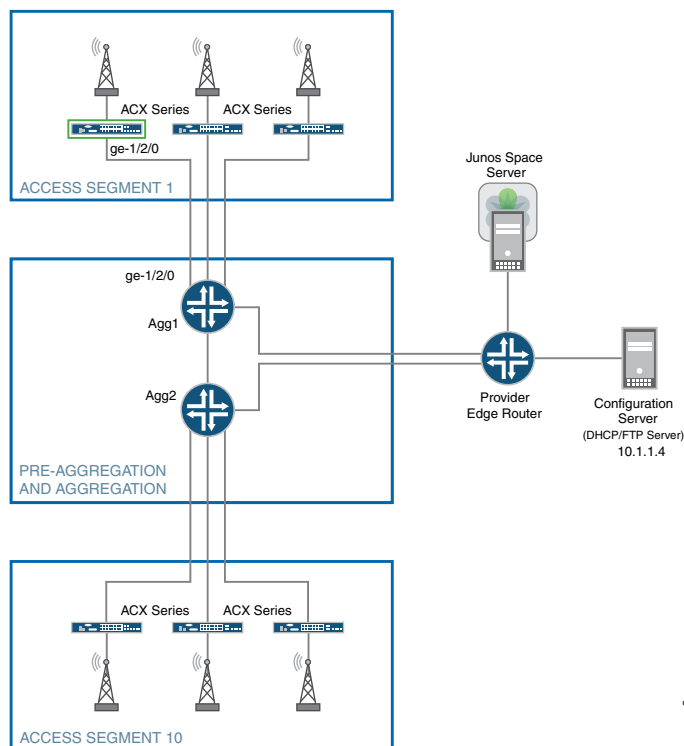 ACX Series
ACX Series
ge-1/2/0
ACCESS SEGMENT 1
Junos Space
Server
ge-1/2/0
Agg1
Agg2
Provider
Edge Router
Configuration
Server
(DHCP/FTP Server)
10.1.1.4
PRE-AGGREGATION
AND AGGREGATION
ACX Series
ACX Series
ACCESS SEGMENT 10